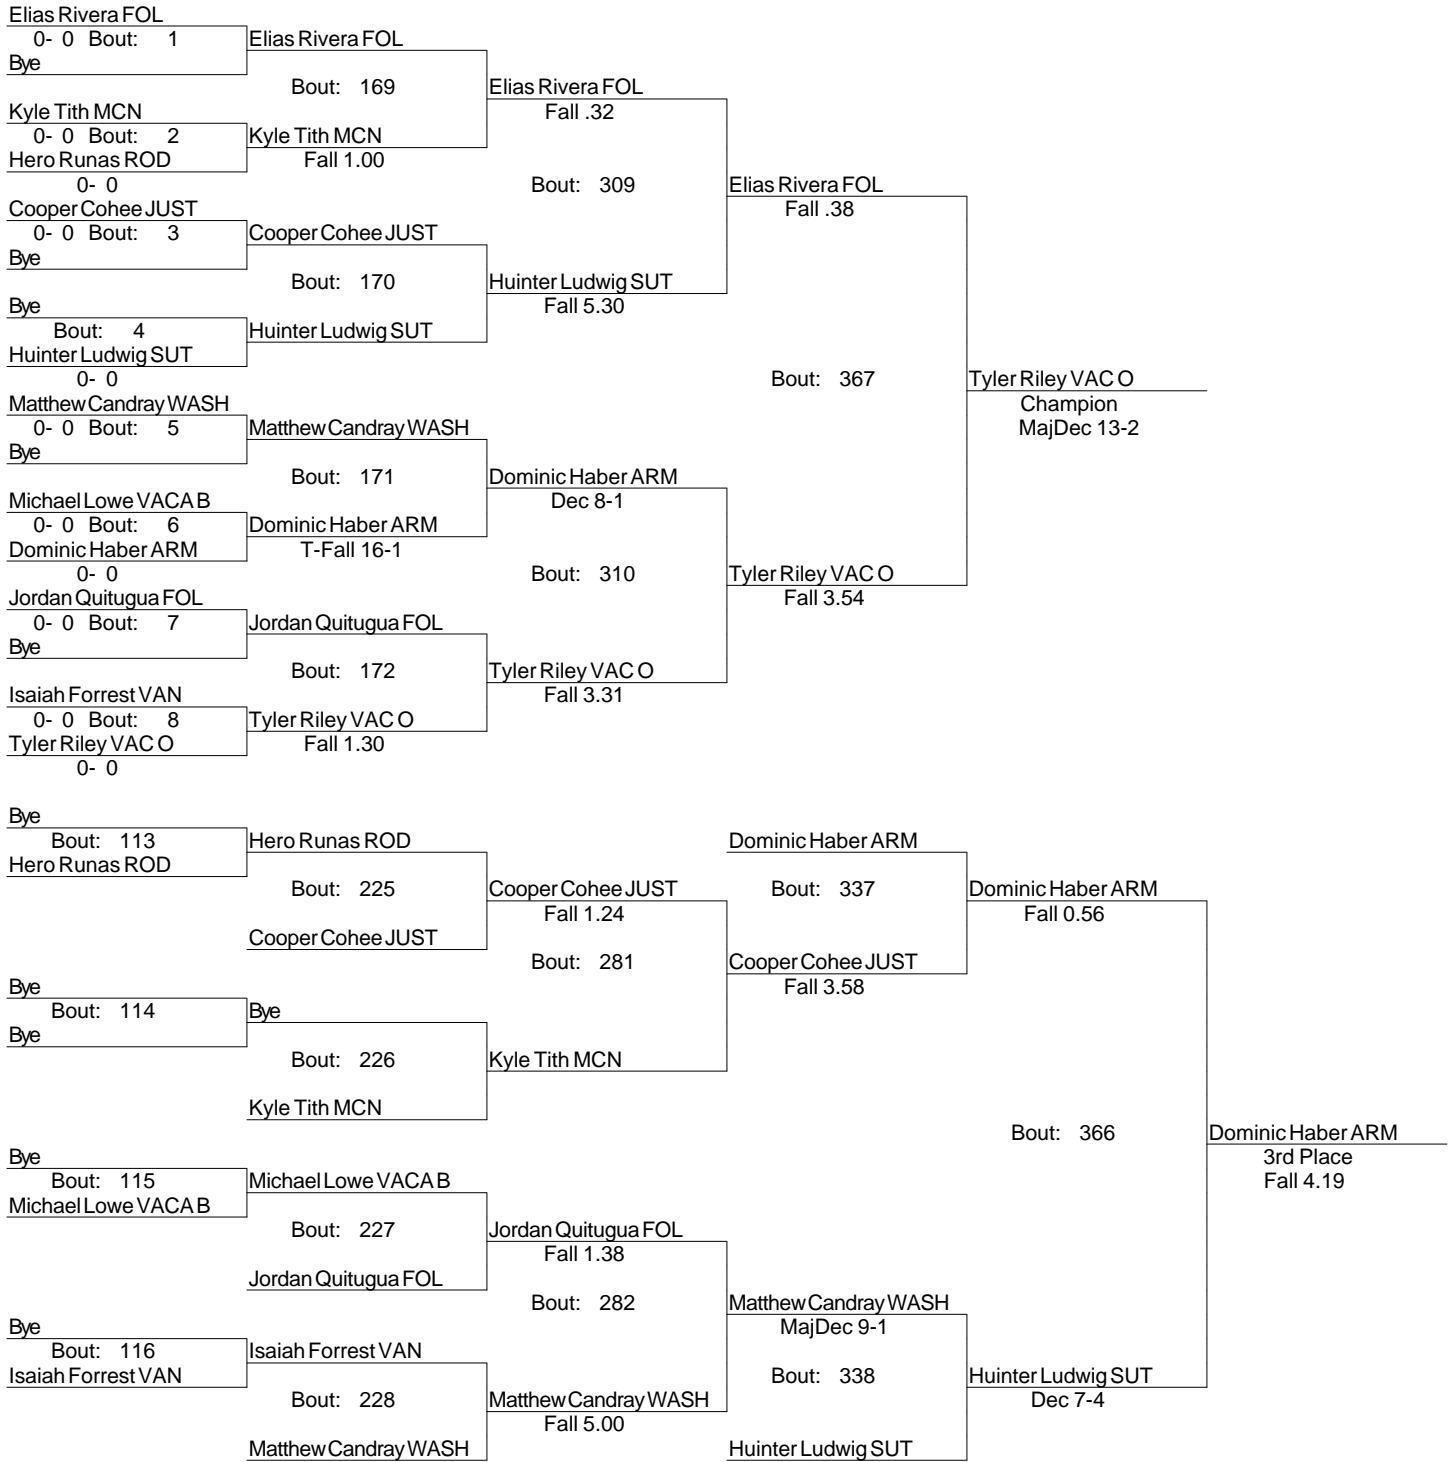 Elias Rivera FOL
0- 0 Bout: 1 Elias Rivera FOL
Bye
Bout: 169 Elias Rivera FOL
Kyle Tith MCN Fall .32
0- 0 Bout: 2 Kyle Tith MCN
Hero Runas ROD Fall 1.00
0- 0 Bout: 309 Elias Rivera FOL
Cooper Cohee JUST Fall .38
0- 0 Bout: 3 Cooper Cohee JUST
Bye
Bout: 170 Huinter Ludwig SUT
Bye Fall 5.30
Bout: 4 Huinter Ludwig SUT
Huinter Ludwig SUT
0- 0 Bout: 367 Tyler Riley VAC O
Matthew Candray WASH Champion
0- 0 Bout: 5 Matthew Candray WASH MajDec 13-2
Bye
Bout: 171 Dominic Haber ARM
Michael Lowe VACA B Dec 8-1
0- 0 Bout: 6 Dominic Haber ARM
Dominic Haber ARM T-Fall 16-1
0- 0 Bout: 310 Tyler Riley VAC O
Jordan Quitugua FOL Fall 3.54
0- 0 Bout: 7 Jordan Quitugua FOL
Bye
Bout: 172 Tyler Riley VAC O
Isaiah Forrest VAN Fall 3.31
0- 0 Bout: 8 Tyler Riley VAC O
Tyler Riley VAC O Fall 1.30
0- 0
Bye
Bout: 113 Hero Runas ROD Dominic Haber ARM
Hero Runas ROD
Bout: 225 Cooper Cohee JUST Bout: 337 Dominic Haber ARM
Fall 1.24 Fall 0.56
Cooper Cohee JUST
Bout: 281 Cooper Cohee JUST
Bye Fall 3.58
Bout: 114 Bye
Bye
Bout: 226 Kyle Tith MCN
Kyle Tith MCN
Bout: 366 Dominic Haber ARM
Bye 3rd Place
Bout: 115 Michael Lowe VACA B Fall 4.19
Michael Lowe VACA B
Bout: 227 Jordan Quitugua FOL
Fall 1.38
Jordan Quitugua FOL
Bout: 282 Matthew Candray WASH
Bye MajDec 9-1
Bout: 116 Isaiah Forrest VAN
Isaiah Forrest VAN Bout: 338 Huinter Ludwig SUT
Bout: 228 Matthew Candray WASH Dec 7-4
Fall 5.00
Matthew Candray WASH Huinter Ludwig SUT